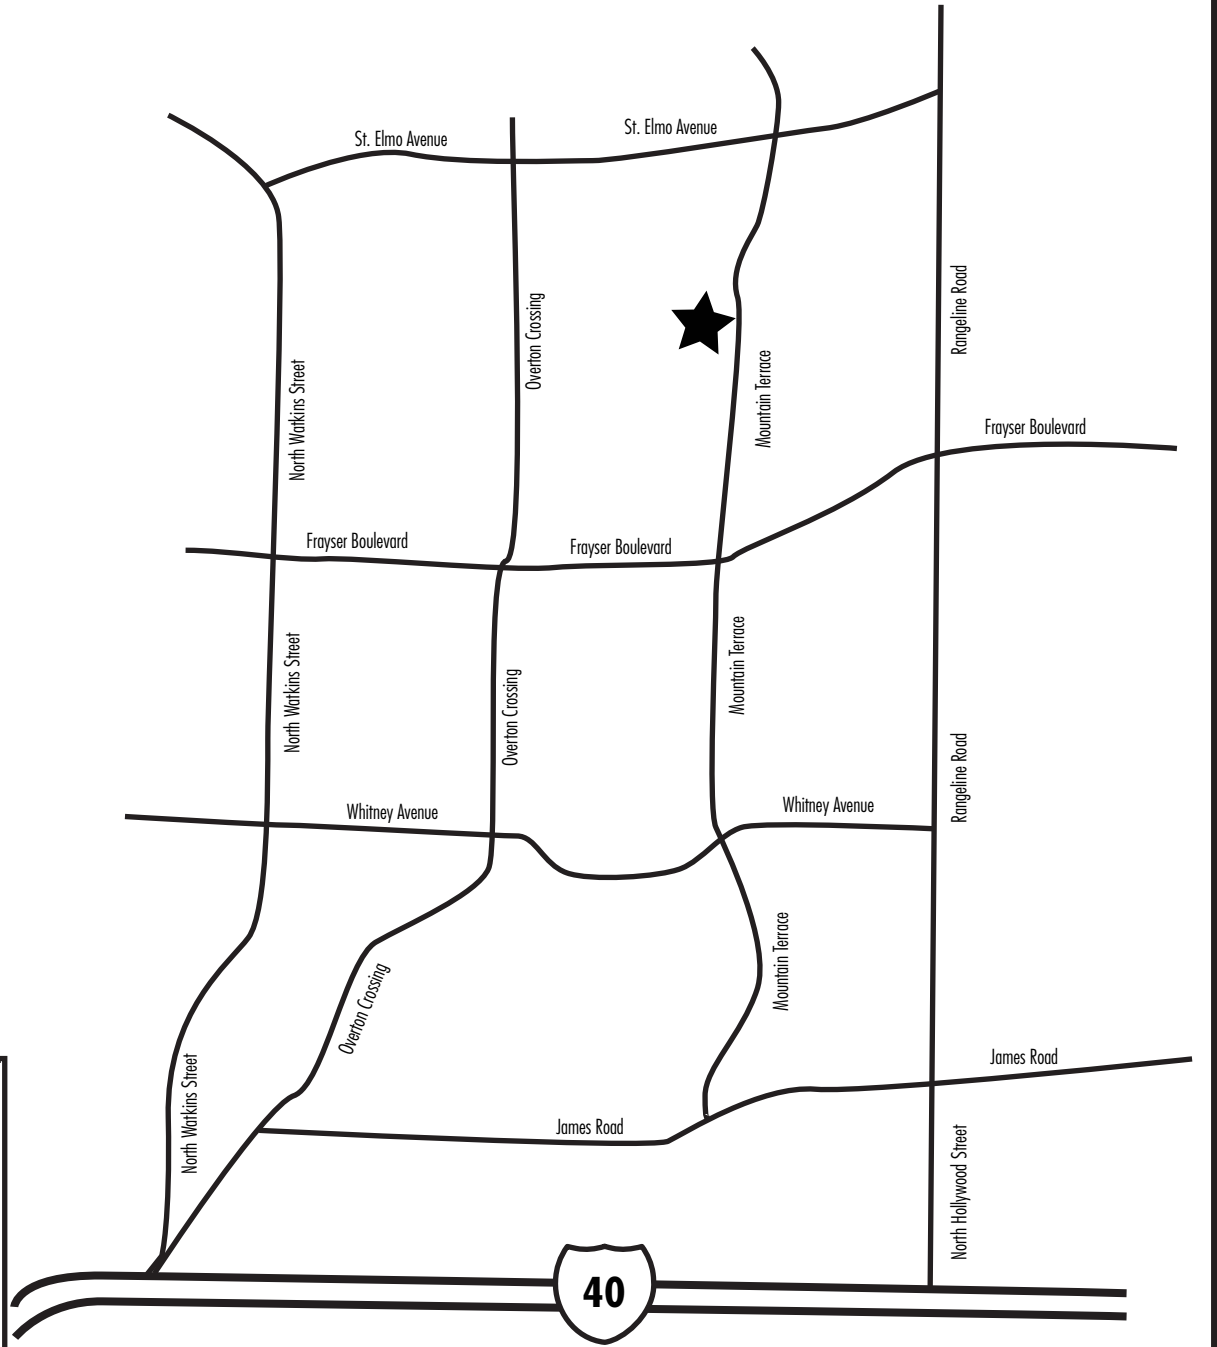 St. Elmo Avenue
St. Elmo Avenue
Rangeline Road
Overton Crossing
Mountain Terrace
North Watkins Street
Frayser Boulevard
Frayser Boulevard
Frayser Boulevard
North Watkins Street
Overton Crossing
Mountain Terrace
Rangeline Road
Whitney Avenue
Whitney Avenue
Mountain Terrace
Overton Crossing
North Watkins Street
James Road
James Road
North Hollywood Street
40